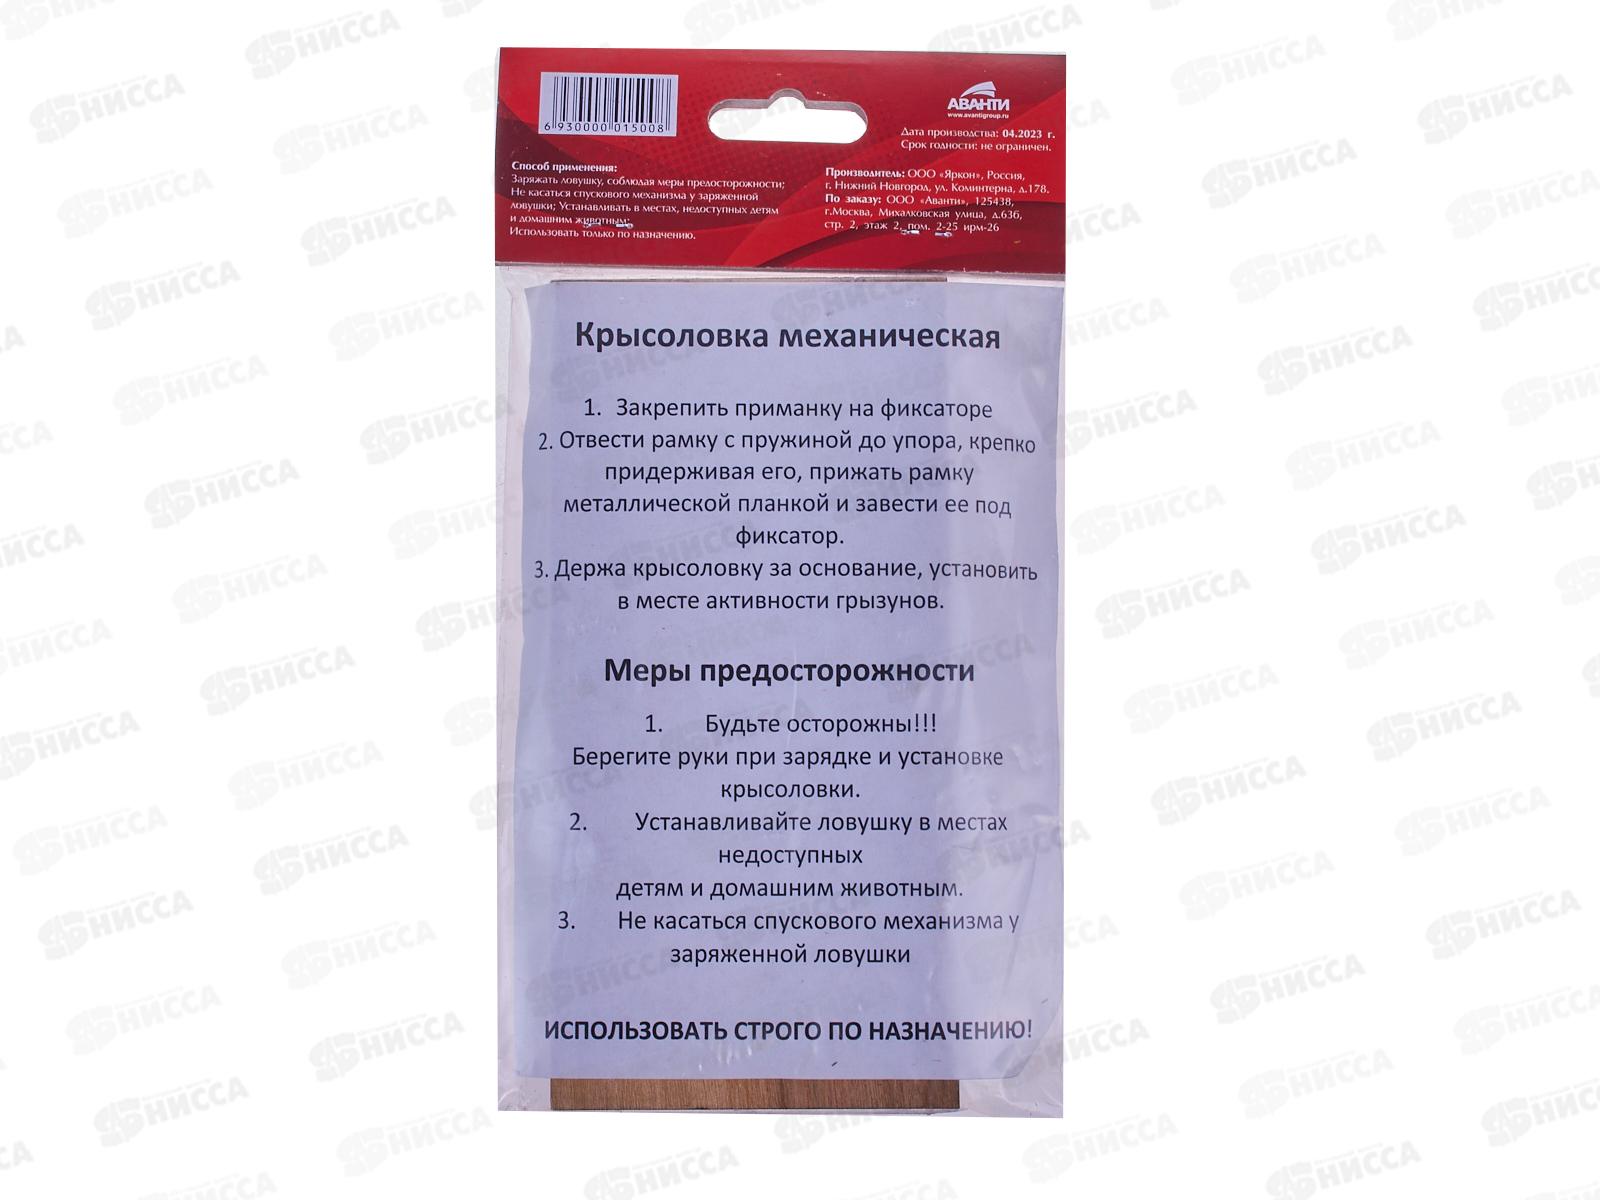 6 930000 015008
АВАНТИ
www.avantigroup.ru
Дата производства: 04.2023 г.
Срок годности: не ограничен.
Способ применения:
Заряжать ловушку, соблюдая меры предосторожности;
Не касаться спускового механизма у заряженной
ловушки; Устанавливать в местах, недоступных детям
и домашним животным;
Использовать только по назначению.
Производитель: ООО «Яркон», Россия,
г. Нижний Новгород, ул. Коминтерна, д.178.
По заказу: ООО «Аванти», 125438,
г.Москва, Михалковская улица, д.63б,
стр. 2, этаж 2, пом. 2-25 ирм-26
Крысоловка механическая
1. Закрепить приманку на фиксаторе
2. Отвести рамку с пружиной до упора, крепко
придерживая его, прижать рамку
металлической планкой и завести ее под
фиксатор.
3. Держа крысоловку за основание, установить
в месте активности грызунов.
Меры предосторожности
1. Будьте осторожны!!!
Берегите руки при зарядке и установке
крысоловки.
2. Устанавливайте ловушку в местах
недоступных
детям и домашним животным.
3. Не касаться спускового механизма у
заряженной ловушки
ИСПОЛЬЗОВАТЬ СТРОГО ПО НАЗНАЧЕНИЮ!
НИССА